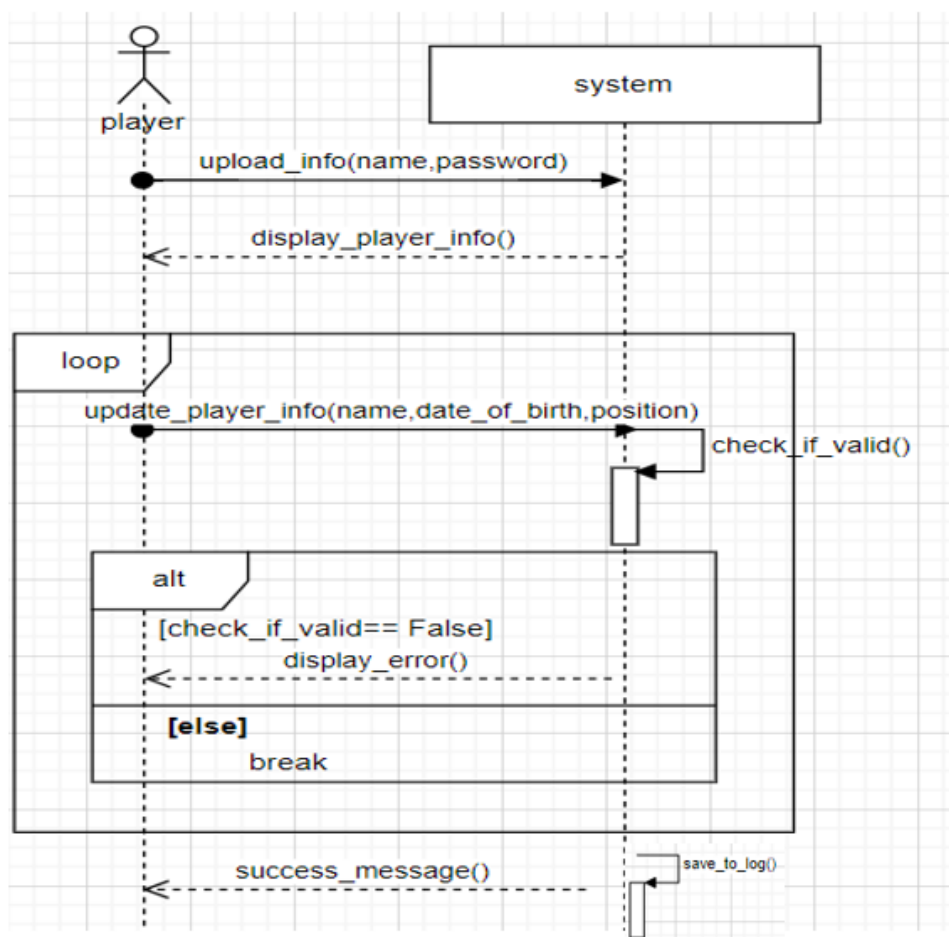 player
system
upload_info(name,password)
display_player_info()
loop
update_player_info(name,date_of_birth,position)
check_if_valid()
alt
[check_if_valid== False]
display_error()
[else]
break
success_message()
save_to_log()